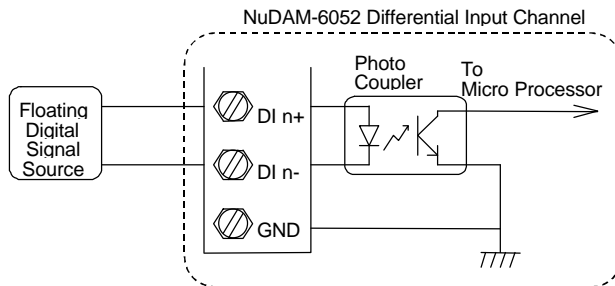 NuDAM-6052 Differential Input Channel
Photo
Coupler
To
Micro Processor
Floating
Digital
Signal
Source
DI n+
DI n-
GND